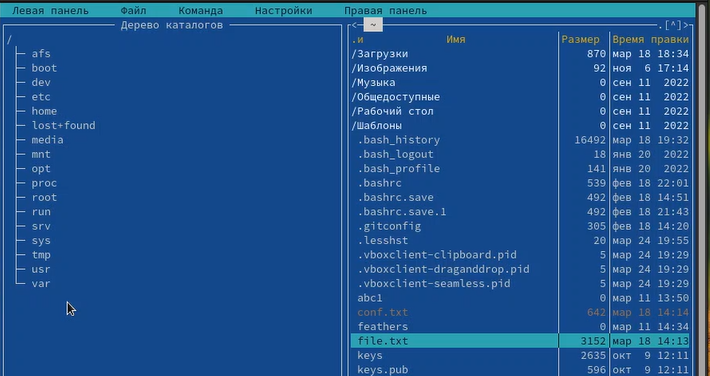 Левая панель Файл Команда Настройки Правая панель
Дерево каталогов
/
afs
boot
dev
etc
home
lost+found
media
mnt
opt
proc
root
run
srv
sys
tmp
usr
var
<- ~ .[^]>
.и Имя Размер Время правки
/Загрузки 870 мар 18 18:34
/Изображения 92 ноя 6 17:14
/Музыка 0 сен 11 2022
/Общедоступные 0 сен 11 2022
/Рабочий стол 0 сен 11 2022
/Шаблоны 0 сен 11 2022
.bash_history 16492 мар 18 19:32
.bash_logout 18 янв 20 2022
.bash_profile 141 янв 20 2022
.bashrc 539 фев 18 22:01
.bashrc.save 492 фев 18 14:51
.bashrc.save.1 492 фев 18 21:43
.gitconfig 305 фев 18 14:20
.lesshst 20 мар 24 19:55
.vboxclient-clipboard.pid 5 мар 24 19:29
.vboxclient-draganddrop.pid 5 мар 24 19:29
.vboxclient-seamless.pid 5 мар 24 19:29
abc1 0 мар 11 13:50
conf.txt 642 мар 18 14:14
feathers 0 мар 11 14:34
file.txt 3152 мар 18 14:13
keys 2635 окт 9 12:11
keys.pub 596 окт 9 12:11